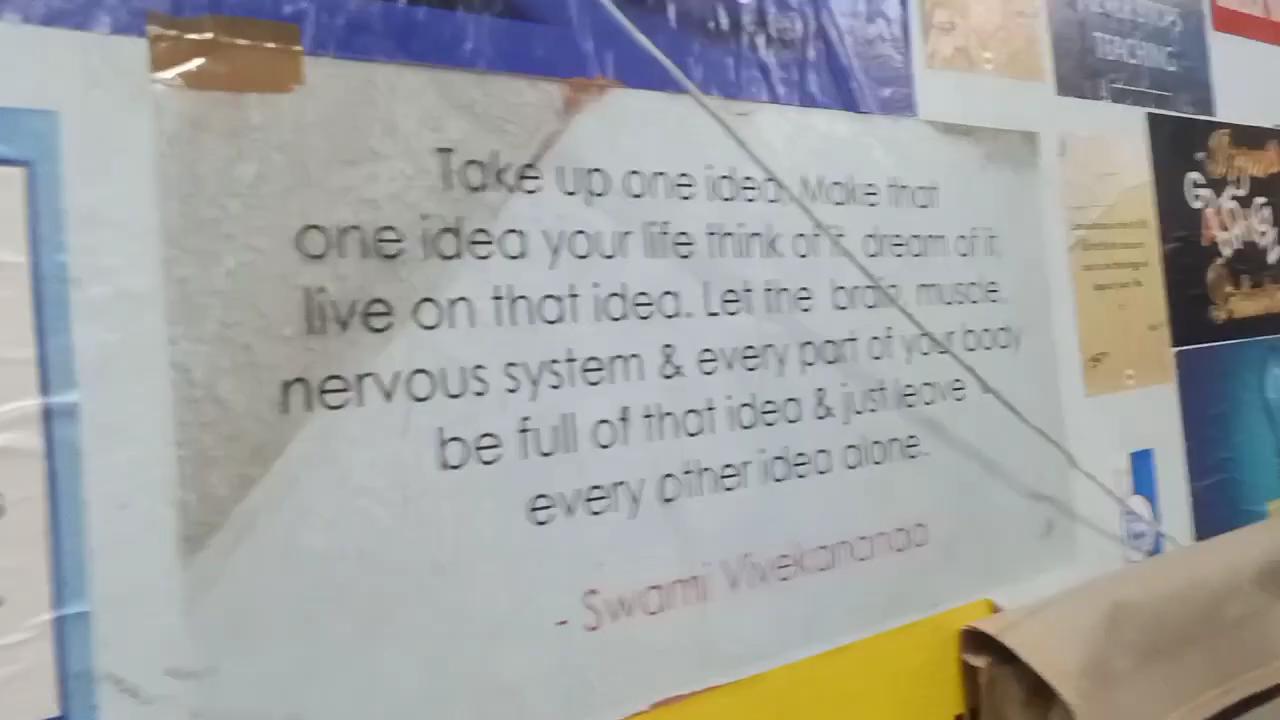 Take up one idea. Make that
one idea your life think of it, dream of it,
live on that idea. Let the brain, muscle,
nervous system & every part of your body
be full of that idea & just leave
every other idea alone.
- Swami Vivekananda
TEACHING